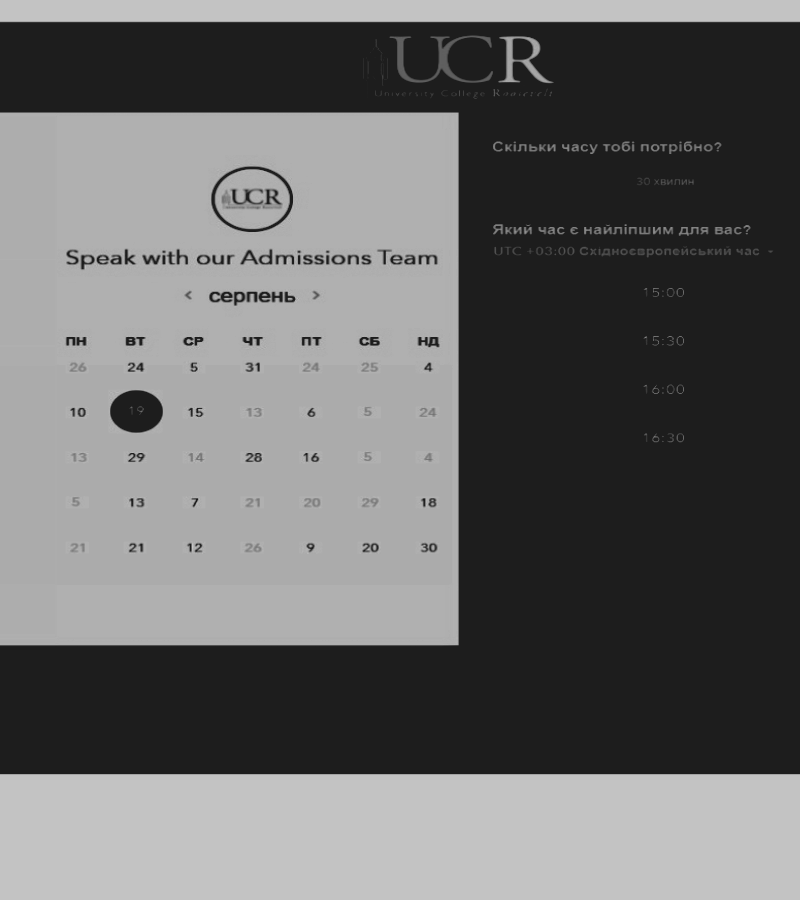 UCR
University College Roosevelt
UCR
Speak with our Admissions Team
< серпень >
ПН ВТ СР ЧТ ПТ СБ НД
26 24 5 31 24 25 4
10 19 15 13 6 5 24
13 29 14 28 16 5 4
5 13 7 21 20 29 18
21 21 12 26 9 20 30
Скільки часу тобі потрібно?
30 хвилин
Який час є найліпшим для вас?
UTC +03:00 Східноєвропейський час
15:00
15:30
16:00
16:30